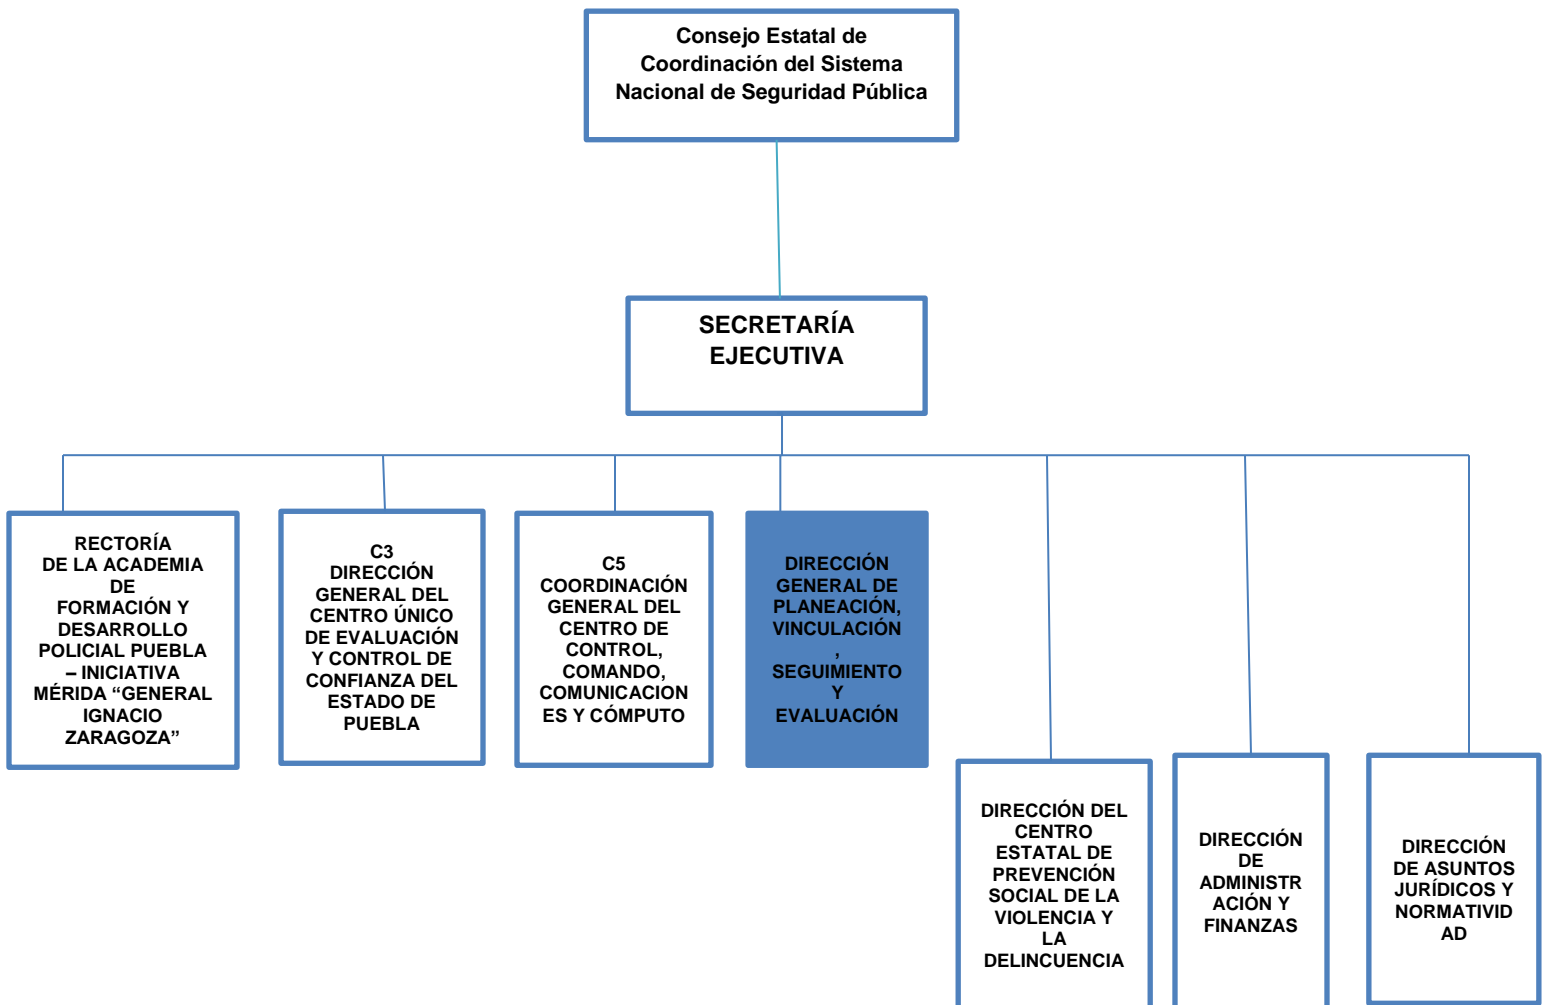 Consejo Estatal de
Coordinación del Sistema
Nacional de Seguridad Pública
SECRETARÍA
EJECUTIVA
RECTORÍA
DE LA ACADEMIA
DE
FORMACIÓN Y
DESARROLLO
POLICIAL PUEBLA
– INICIATIVA
MÉRIDA “GENERAL
IGNACIO
ZARAGOZA”
C3
DIRECCIÓN
GENERAL DEL
CENTRO ÚNICO
DE EVALUACIÓN
Y CONTROL DE
CONFIANZA DEL
ESTADO DE
PUEBLA
C5
COORDINACIÓN
GENERAL DEL
CENTRO DE
CONTROL,
COMANDO,
COMUNICACION
ES Y CÓMPUTO
DIRECCIÓN
GENERAL DE
PLANEACIÓN,
VINCULACIÓN
,
SEGUIMIENTO
Y
EVALUACIÓN
DIRECCIÓN DEL
CENTRO
ESTATAL DE
PREVENCIÓN
SOCIAL DE LA
VIOLENCIA Y
LA
DELINCUENCIA
DIRECCIÓN
DE
ADMINISTR
ACIÓN Y
FINANZAS
DIRECCIÓN
DE ASUNTOS
JURÍDICOS Y
NORMATIVID
AD